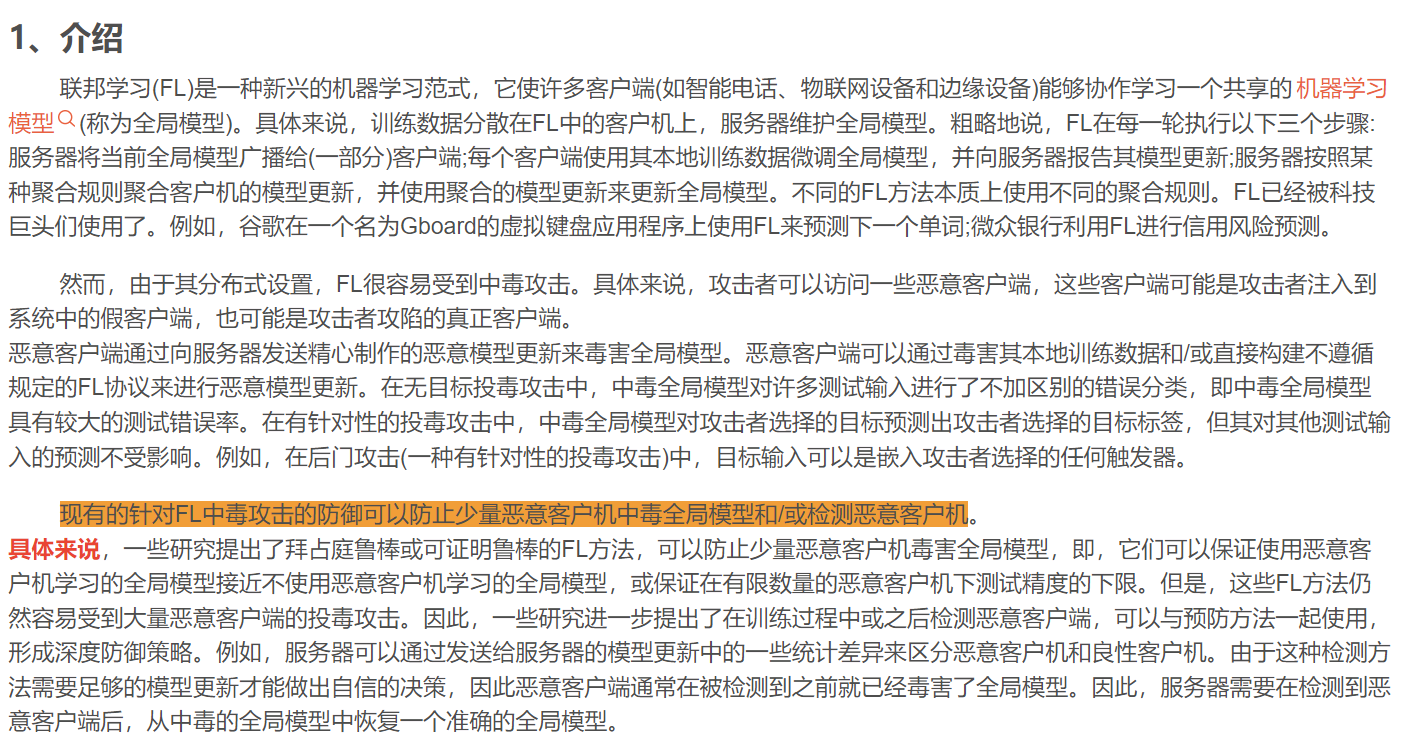 1、介绍
联邦学习(FL)是一种新兴的机器学习范式，它使许多客户端(如智能电话、物联网设备和边缘设备)能够协作学习一个共享的机器学习
模型(称为全局模型)。具体来说，训练数据分散在FL中的客户机上，服务器维护全局模型。粗略地说，FL在每一轮执行以下三个步骤:
服务器将当前全局模型广播给(一部分)客户端;每个客户端使用其本地训练数据微调全局模型，并向服务器报告其模型更新;服务器按照某
种聚合规则聚合客户机的模型更新，并使用聚合的模型更新来更新全局模型。不同的FL方法本质上使用不同的聚合规则。FL已经被科技
巨头们使用了。例如，谷歌在一个名为Gboard的虚拟键盘应用程序上使用FL来预测下一个单词;微众银行利用FL进行信用风险预测。
然而，由于其分布式设置，FL很容易受到中毒攻击。具体来说，攻击者可以访问一些恶意客户端，这些客户端可能是攻击者注入到
系统中的假客户端，也可能是攻击者攻陷的真正客户端。
恶意客户端通过向服务器发送精心制作的恶意模型更新来毒害全局模型。恶意客户端可以通过毒害其本地训练数据和/或直接构建不遵循
规定的FL协议来进行恶意模型更新。在无目标投毒攻击中，中毒全局模型对许多测试输入进行了不加区别的错误分类，即中毒全局模型
具有较大的测试错误率。在有针对性的投毒攻击中，中毒全局模型对攻击者选择的目标预测出攻击者选择的目标标签，但其对其他测试输
入的预测不受影响。例如，在后门攻击(一种有针对性的投毒攻击)中，目标输入可以是嵌入攻击者选择的任何触发器。
现有的针对FL中毒攻击的防御可以防止少量恶意客户机中毒全局模型和/或检测恶意客户机。
具体来说，一些研究提出了拜占庭鲁棒或可证明鲁棒的FL方法，可以防止少量恶意客户机毒害全局模型，即，它们可以保证使用恶意客
户机学习的全局模型接近不使用恶意客户机学习的全局模型，或保证在有限数量的恶意客户机下测试精度的下限。但是，这些FL方法仍
然容易受到大量恶意客户端的投毒攻击。因此，一些研究进一步提出了在训练过程中或之后检测恶意客户端，可以与预防方法一起使用，
形成深度防御策略。例如，服务器可以通过发送给服务器的模型更新中的一些统计差异来区分恶意客户机和良性客户机。由于这种检测方
法需要足够的模型更新才能做出自信的决策，因此恶意客户端通常在被检测到之前就已经毒害了全局模型。因此，服务器需要在检测到恶
意客户端后，从中毒的全局模型中恢复一个准确的全局模型。